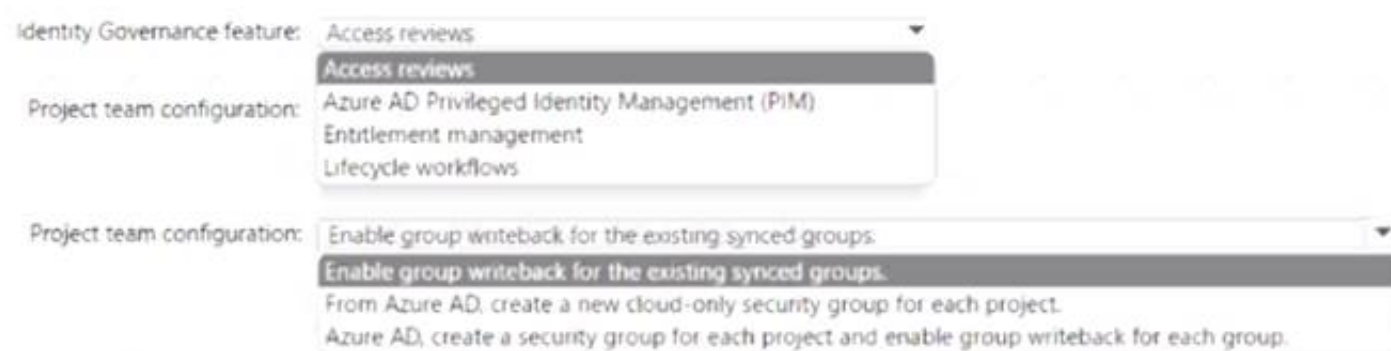 Identity Governance feature: Access reviews
Access reviews
Azure AD Privileged Identity Management (PIM)
Project team configuration:
Entitlement management
Lifecycle workflows
Project team configuration: Enable group writeback for the existing synced groups.
Enable group writeback for the existing synced groups.
From Azure AD, create a new cloud-only security group for each project.
Azure AD, create a security group for each project and enable group writeback for each group.